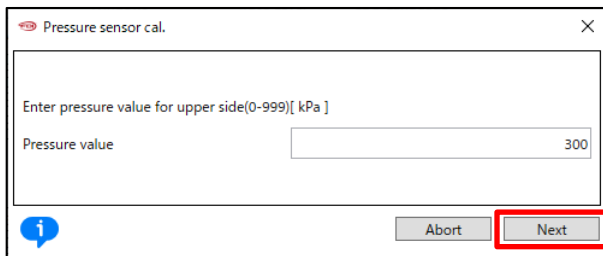 Pressure sensor cal.
Enter pressure value for upper side(0-999)[ kPa ]
Pressure value
300
Abort
Next